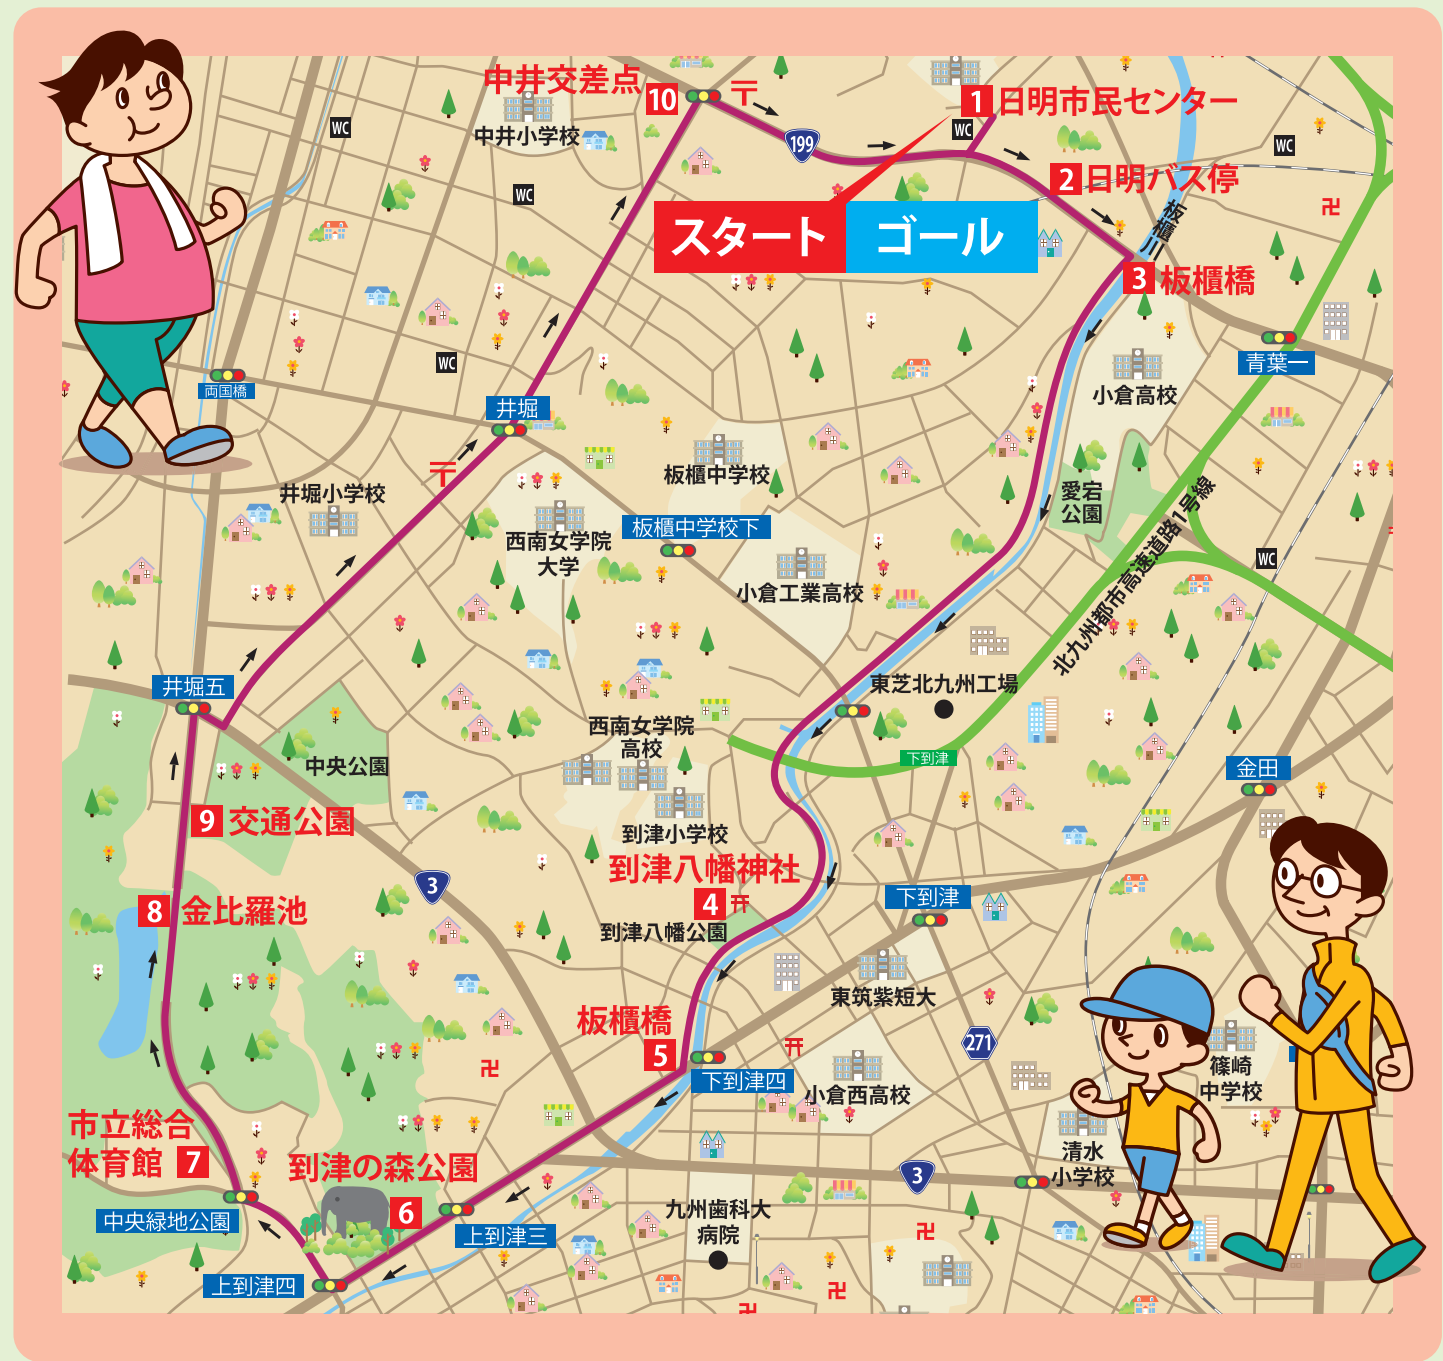 中井交差点
10
〒
1 日明市民センター
WC
中井小学校
WC
199
WC
2 日明バス停
WC
スタート ゴール
板櫃川
3 板櫃橋
青葉一
WC
両国橋
小倉高校
井堀
〒
板櫃中学校
井堀小学校
愛宕
公園
西南女学院
大学
板櫃中学校下
小倉工業高校
WC
北九州都市高速道路1号線
井堀五
東芝北九州工場
西南女学院
高校
中央公園
下到津
金田
9 交通公園
到津小学校
到津八幡神社
4
3
下到津
8 金比羅池
到津八幡公園
東筑紫短大
板櫃橋
5
271
下到津四
小倉西高校
篠崎
中学校
市立総合
体育館 7
到津の森公園
6
清水
小学校
3
中央緑地公園
上到津三
九州歯科大
病院
上到津四